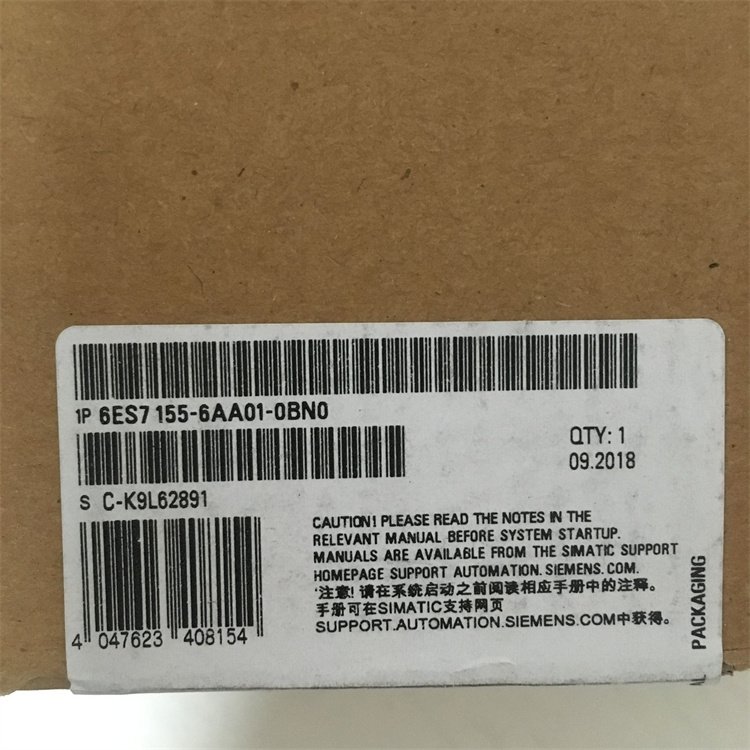 1P 6ES7 155-6AA01-0BN0
QTY: 1
09.2018
S C-K9L62891
CAUTION! PLEASE READ THE NOTES IN THE
RELEVANT MANUAL BEFORE SYSTEM STARTUP.
MANUALS ARE AVAILABLE FROM THE SIMATIC SUPPORT
HOMEPAGE SUPPORT.AUTOMATION.SIEMENS.COM.
'注意! 请在系统启动之前阅读相应手册中的注释。
手册可在SIMATIC支持网页
SUPPORT.AUTOMATION.SIEMENS.COM中获得。
4 047623 408154
PACKAGING